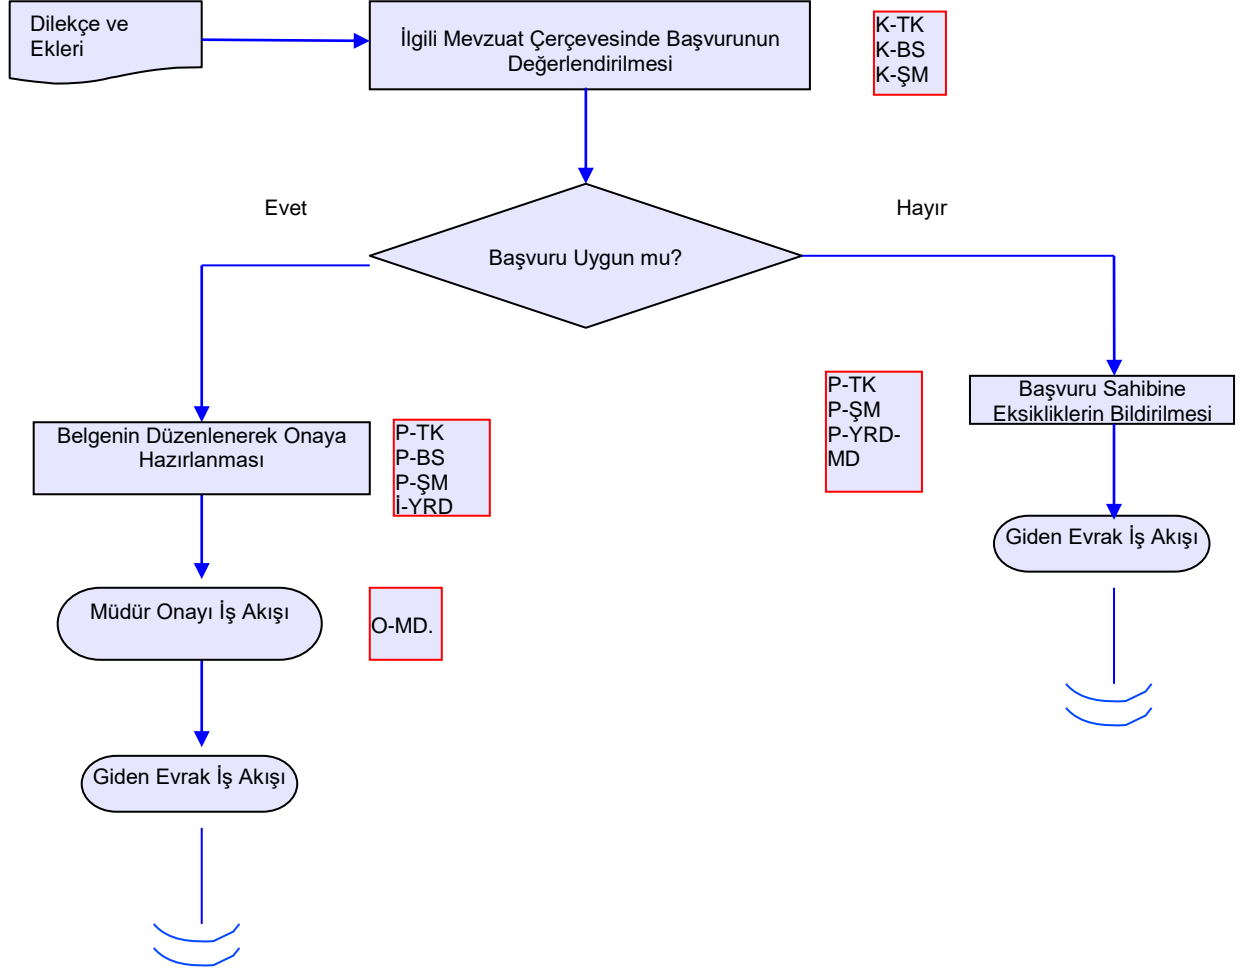 Dilekçe ve
Ekleri
İlgili Mevzuat Çerçevesinde Başvurunun
Değerlendirilmesi
K-TK
K-BS
K-ŞM
Evet
Hayır
Başvuru Uygun mu?
P-TK
P-ŞM
P-YRD-
MD
Başvuru Sahibine
Eksikliklerin Bildirilmesi
Belgenin Düzenlenerek Onaya
Hazırlanması
P-TK
P-BS
P-ŞM
İ-YRD
Giden Evrak İş Akışı
Müdür Onayı İş Akışı
O-MD.
Giden Evrak İş Akışı